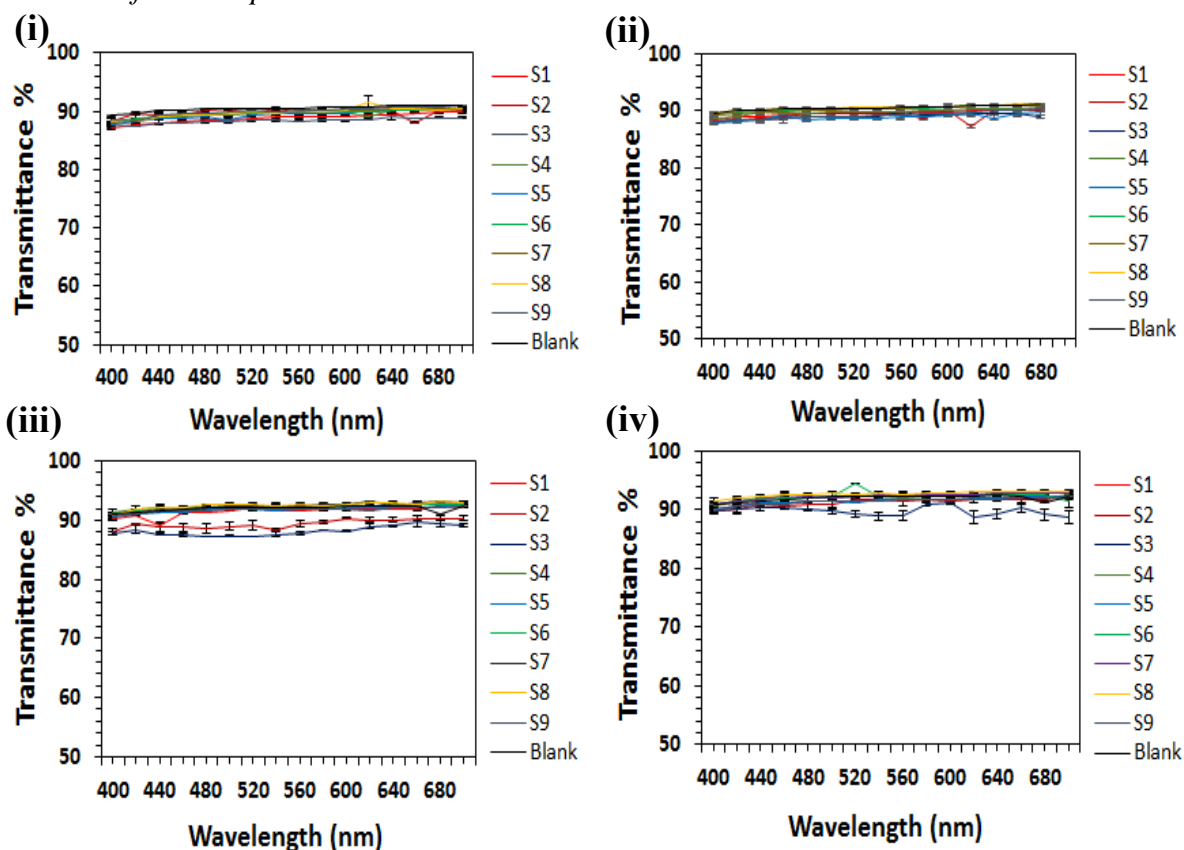 (i)
100
90
80
70
60
50
Transmittance %
400 440 480 520 560 600 640 680
Wavelength (nm)
S1
S2
S3
S4
S5
S6
S7
S8
S9
Blank
(ii)
100
90
80
70
60
50
Transmittance %
400 440 480 520 560 600 640 680
Wavelength (nm)
S1
S2
S3
S4
S5
S6
S7
S8
S9
Blank
(iii)
100
90
80
70
60
50
Transmittance %
400 440 480 520 560 600 640 680
Wavelength (nm)
S1
S2
S3
S4
S5
S6
S7
S8
S9
Blank
(iv)
100
90
80
70
60
50
Transmittance %
400 440 480 520 560 600 640 680
Wavelength (nm)
S1
S2
S3
S4
S5
S6
S7
S8
S9
Blank